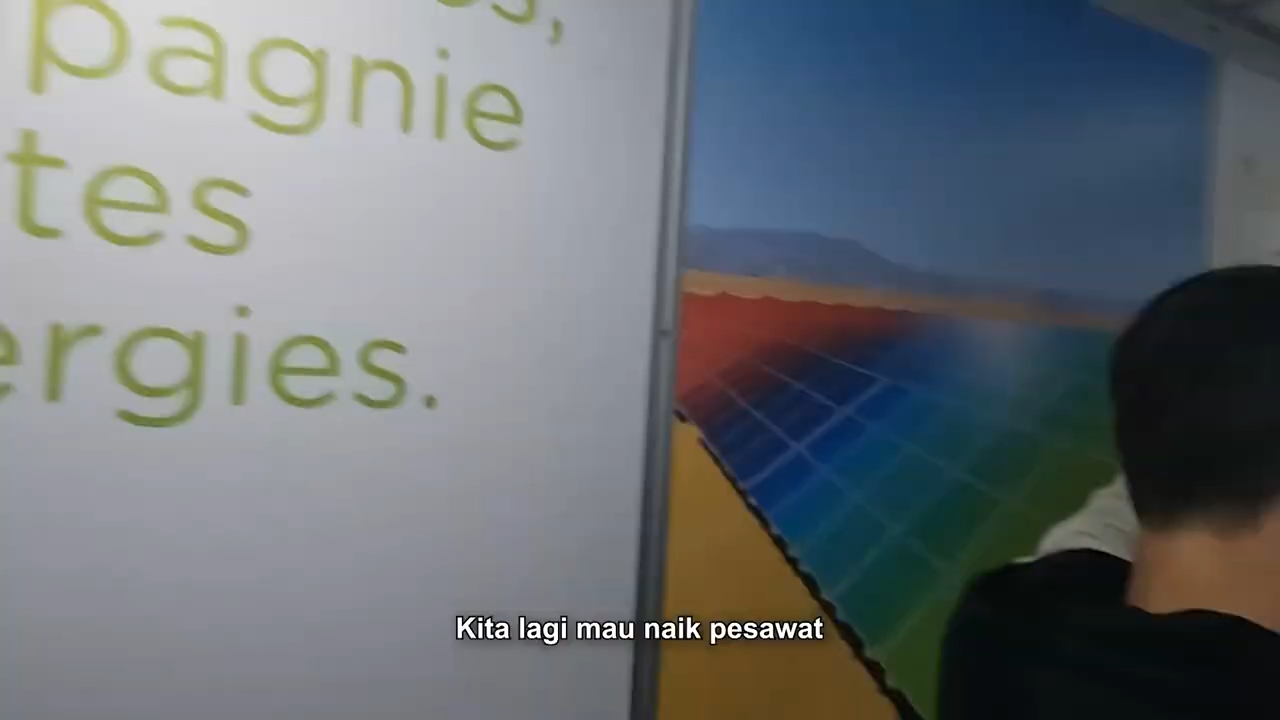 pagnie
tes
ergies.
Kita lagi mau naik pesawat